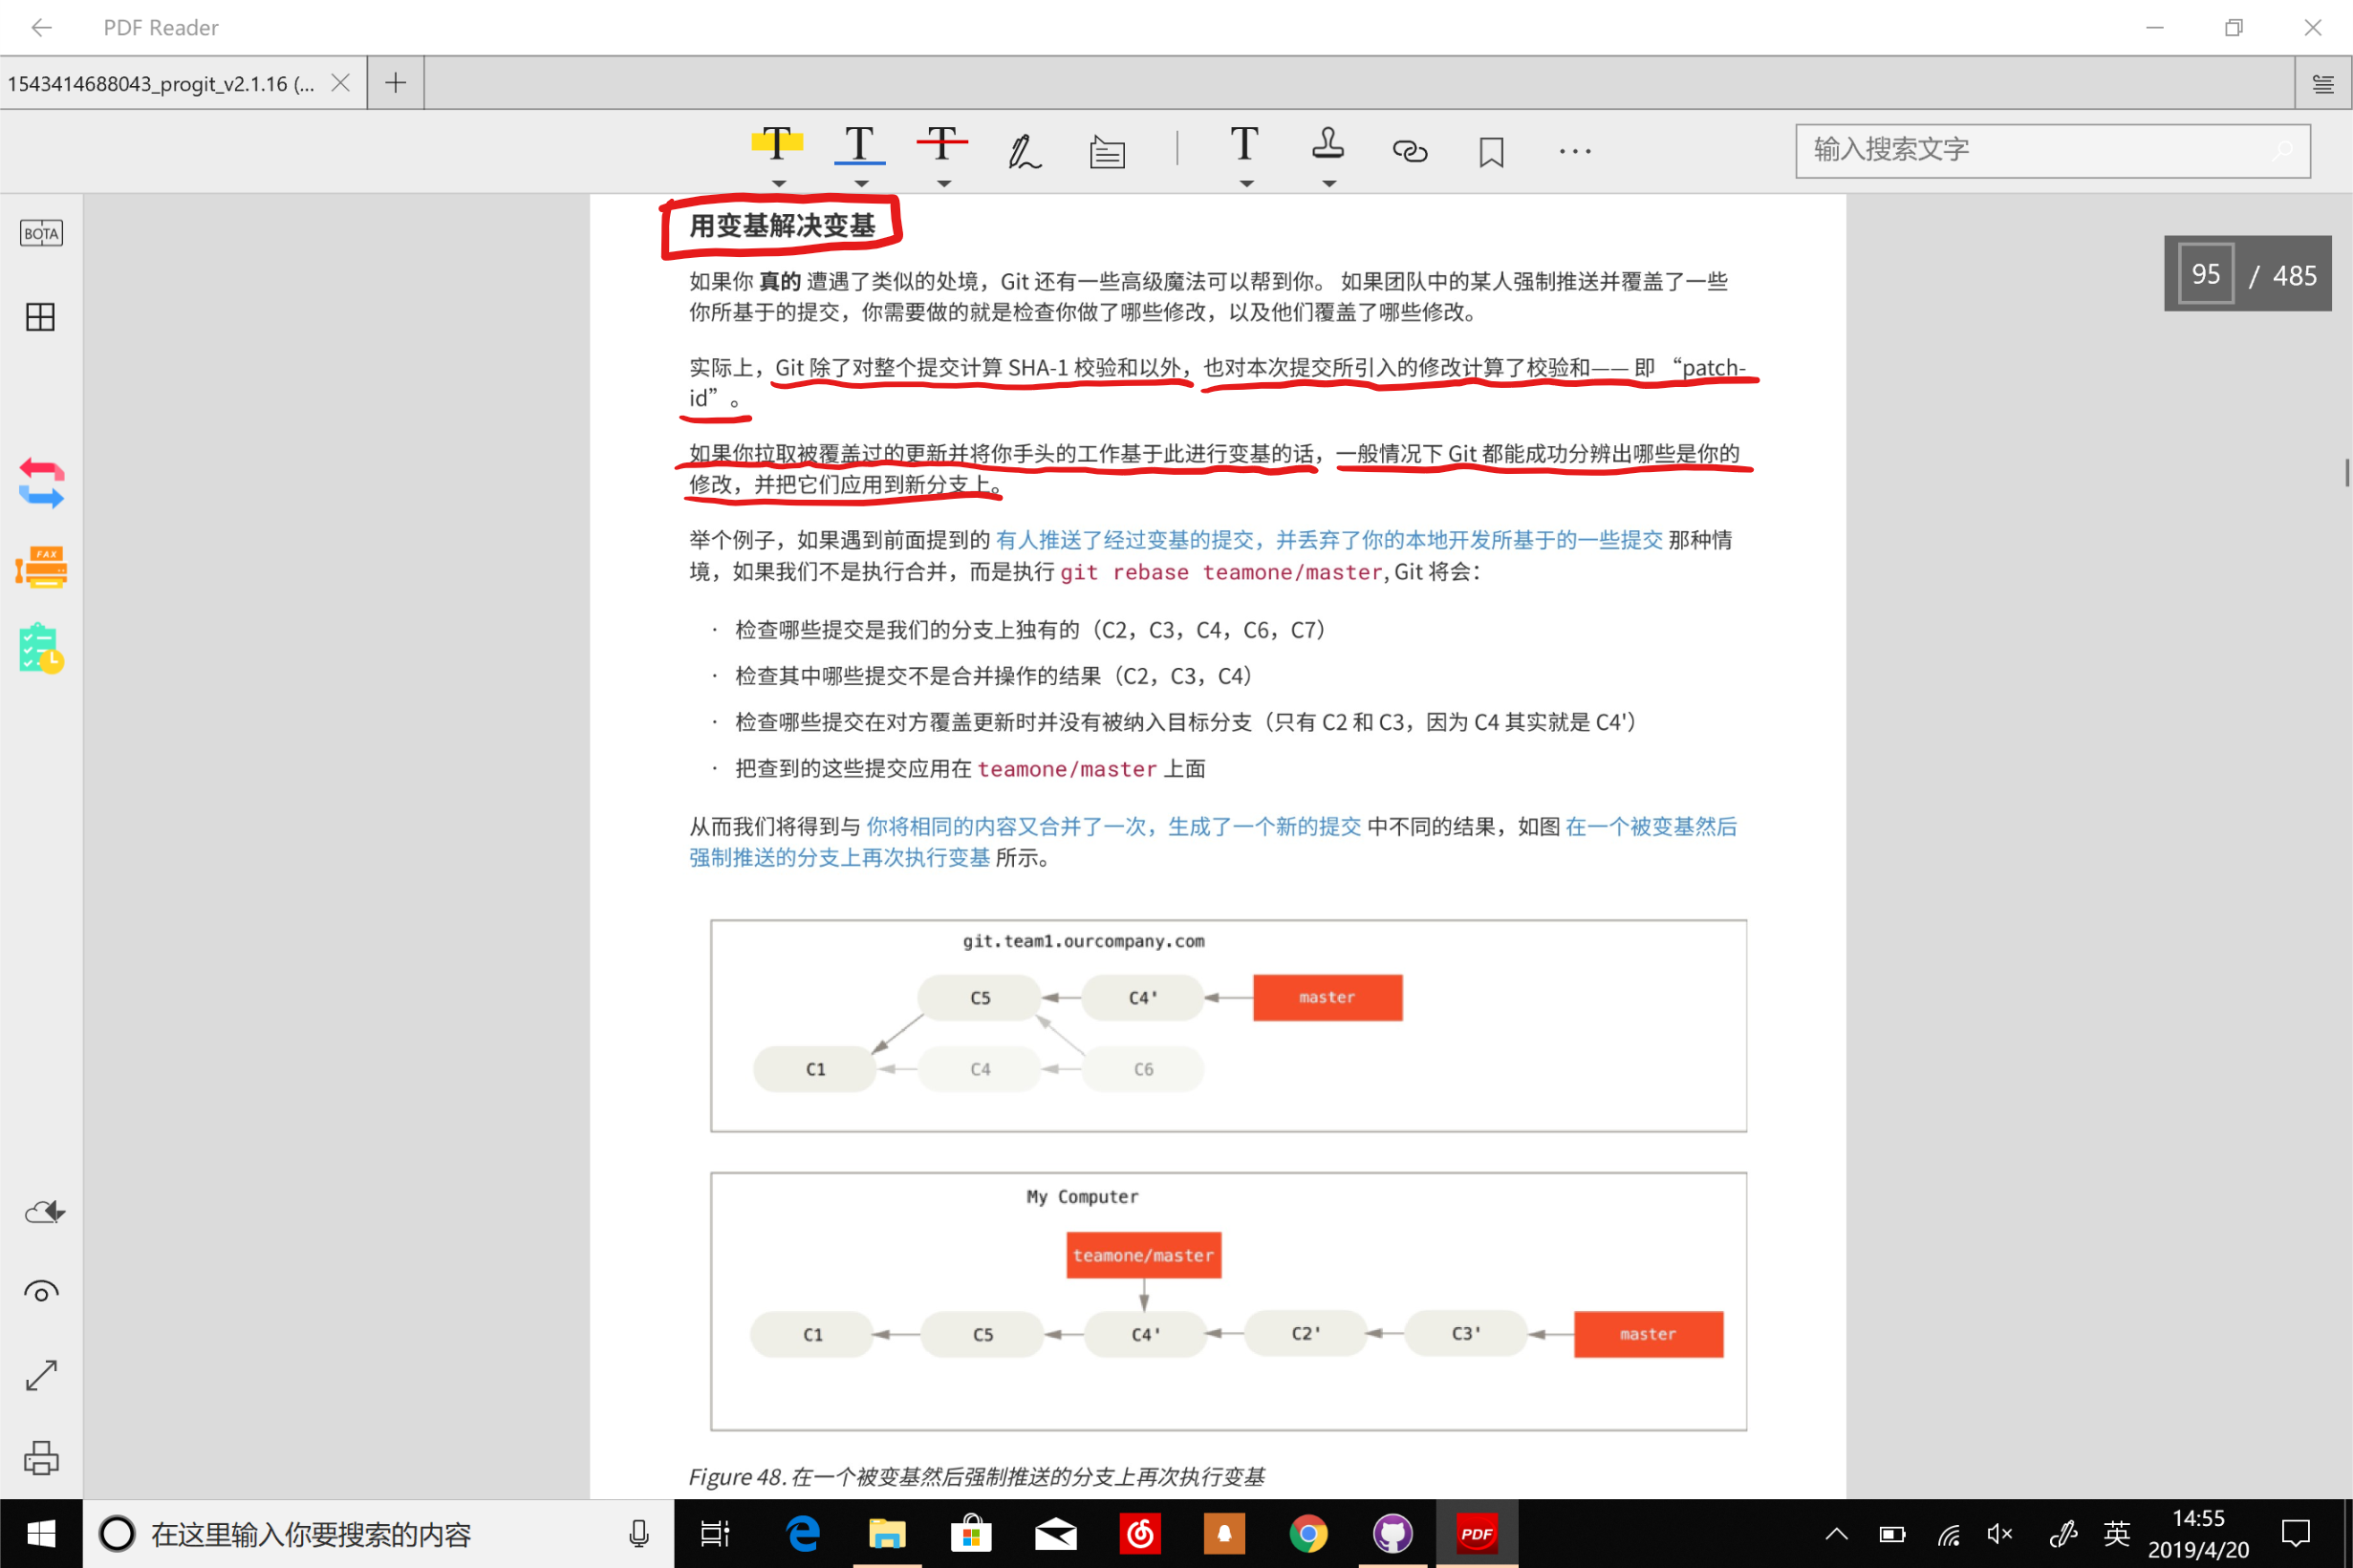 PDF Reader
1543414688043_progit_v2.1.16 (...
T T T T ···
输入搜索文字
BOTA
95 / 485
FAX
用变基解决变基
如果你 真的 遭遇了类似的处境，Git 还有一些高级魔法可以帮到你。 如果团队中的某人强制推送并覆盖了一些
你所基于的提交，你需要做的就是检查你做了哪些修改，以及他们覆盖了哪些修改。
实际上，Git 除了对整个提交计算 SHA-1 校验和以外，也对本次提交所引入的修改计算了校验和—— 即 “patch-
id” 。
如果你拉取被覆盖过的更新并将你手头的工作基于此进行变基的话，一般情况下 Git 都能成功分辨出哪些是你的
修改，并把它们应用到新分支上。
举个例子，如果遇到前面提到的 有人推送了经过变基的提交，并丢弃了你的本地开发所基于的一些提交 那种情
境，如果我们不是执行合并，而是执行 git rebase teamone/master, Git 将会：
· 检查哪些提交是我们的分支上独有的（C2，C3，C4，C6，C7）
· 检查其中哪些提交不是合并操作的结果（C2，C3，C4）
· 检查哪些提交在对方覆盖更新时并没有被纳入目标分支（只有 C2 和 C3，因为 C4 其实就是 C4'）
· 把查到的这些提交应用在 teamone/master 上面
从而我们将得到与 你将相同的内容又合并了一次，生成了一个新的提交 中不同的结果，如图 在一个被变基然后
强制推送的分支上再次执行变基 所示。
git.team1.ourcompany.com
C5 C4' master
C1 C4 C6
My Computer
teamone/master
C1 C5 C4' C2' C3' master
Figure 48. 在一个被变基然后强制推送的分支上再次执行变基
在这里输入你要搜索的内容
PDF
英
14:55
2019/4/20